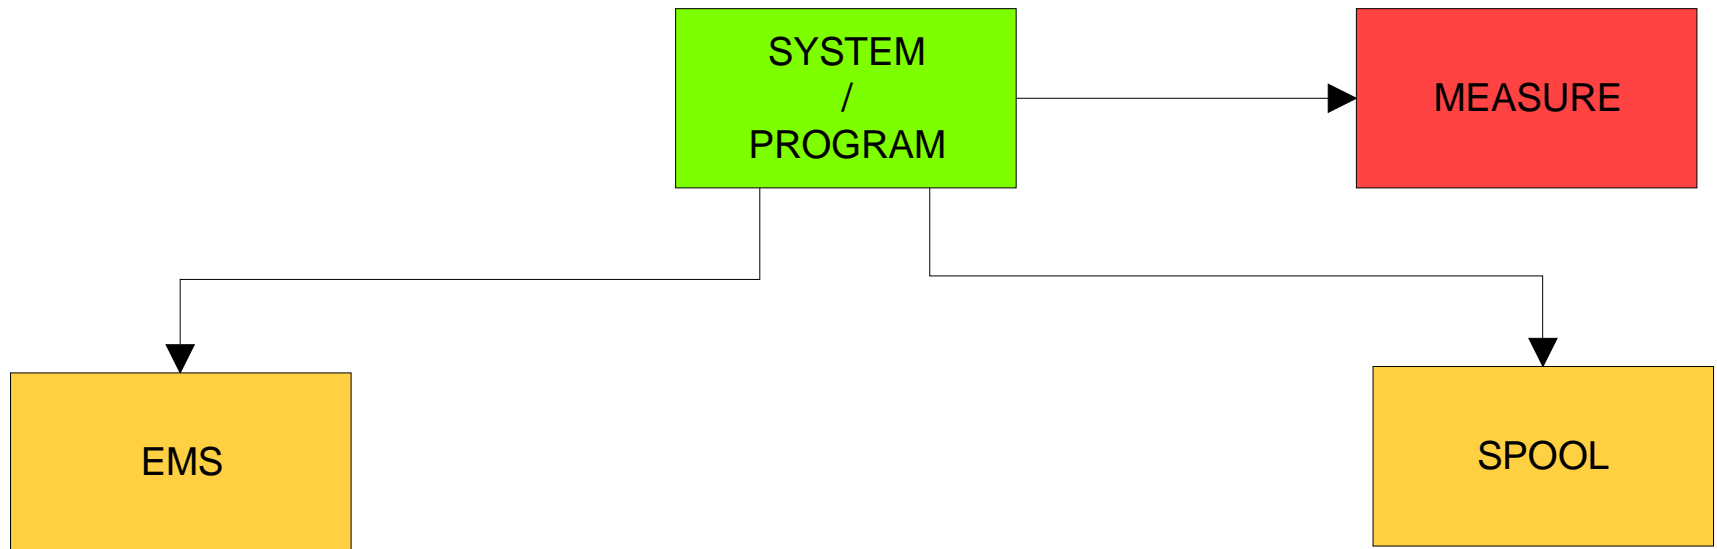 SYSTEM
/
PROGRAM
MEASURE
EMS
SPOOL